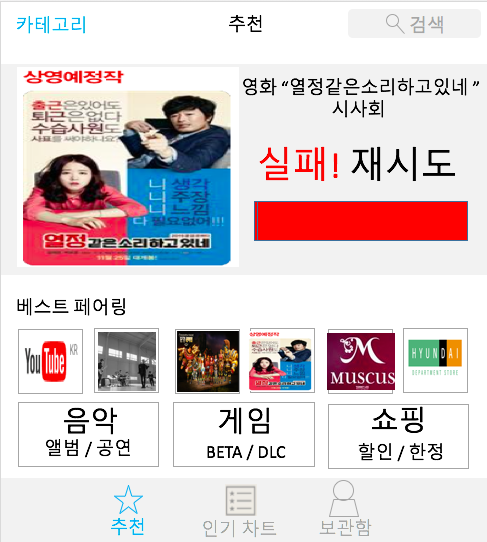 카테고리
추천
검색
상영예정작
출근은있어도
퇴근은없다
수습사원도
사표를 써야하나요?
니 생각
니 주장
니 느낌
다 필요없어!!!
열정같은소리하고있네
11월 25일 대개봉!
영화 “열정같은소리하고있네 ”
시사회
실패! 재시도
베스트 페어링
YouTube KR
상영예정작
M
MUSCUS
HYUNDAI
DEPARTMENT STORE
음악
앨범 / 공연
게임
BETA / DLC
쇼핑
할인 / 한정
추천
인기 차트
보관함